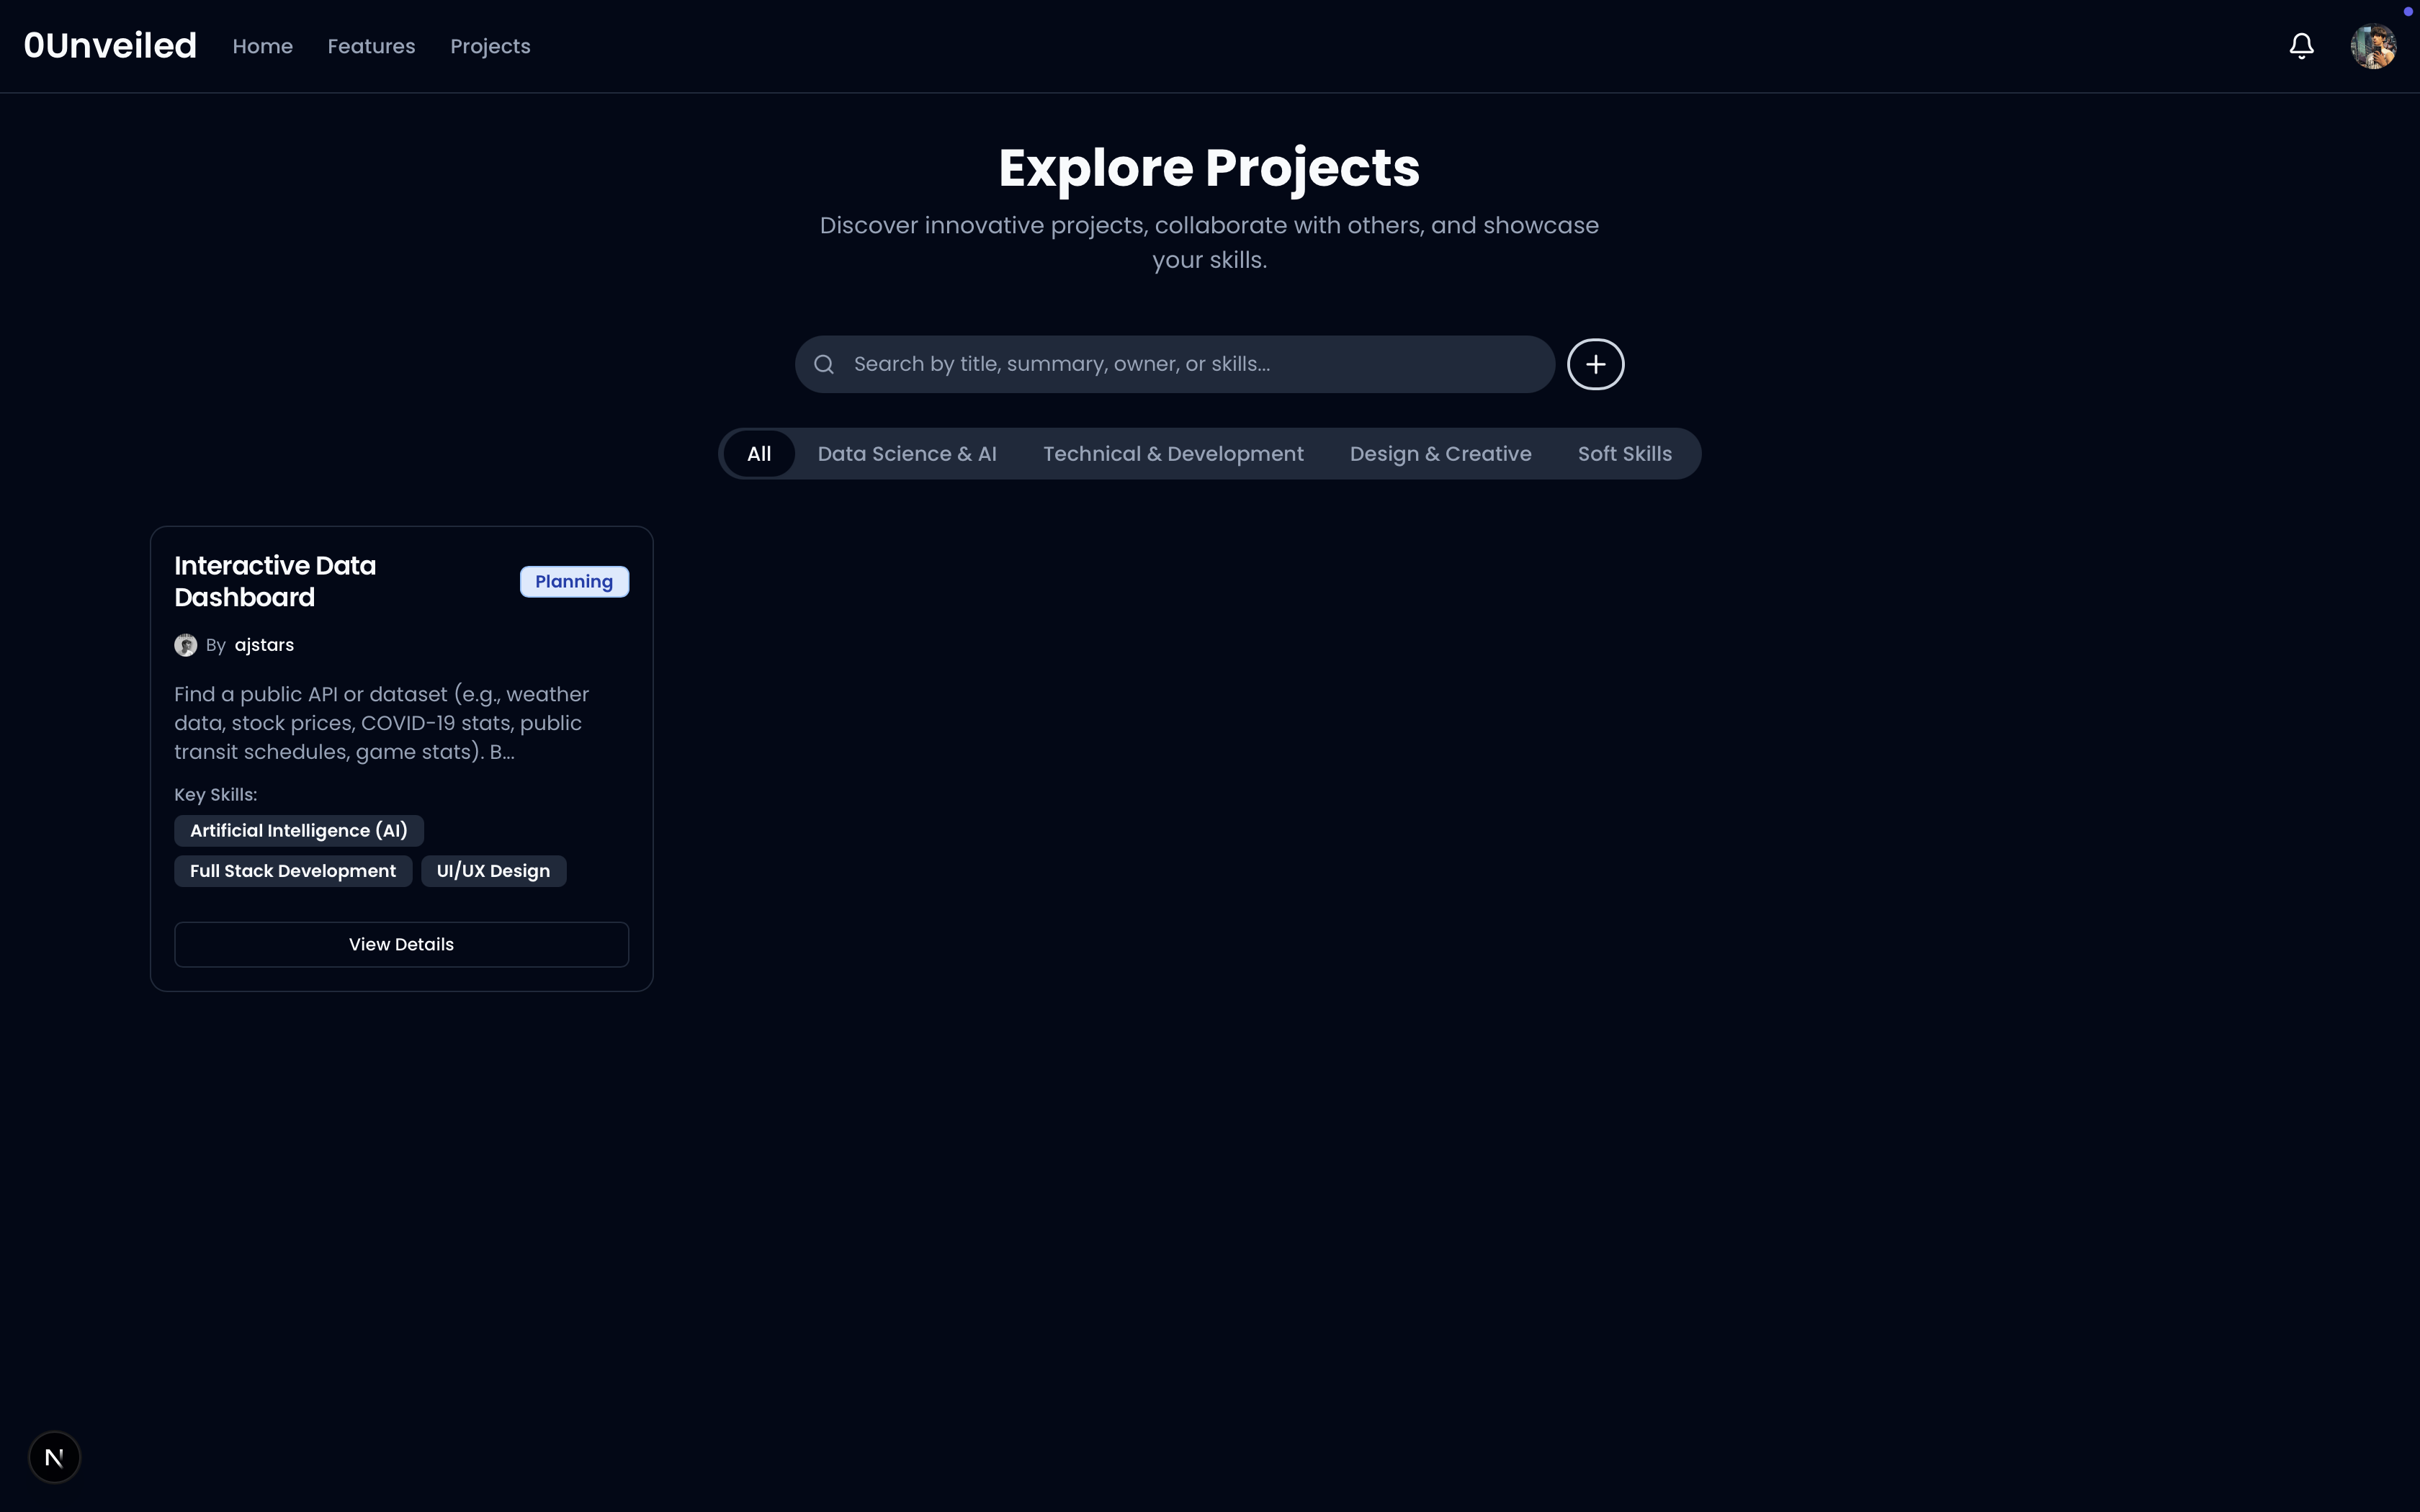 0Unveiled
Home
Features
Projects
Explore Projects
Discover innovative projects, collaborate with others, and showcase
your skills.
Search by title, summary, owner, or skills...
All
Data Science & AI
Technical & Development
Design & Creative
Soft Skills
Interactive Data
Dashboard
Planning
By ajstars
Find a public API or dataset (e.g., weather
data, stock prices, COVID-19 stats, public
transit schedules, game stats). B...
Key Skills:
Artificial Intelligence (AI)
Full Stack Development
UI/UX Design
View Details
N